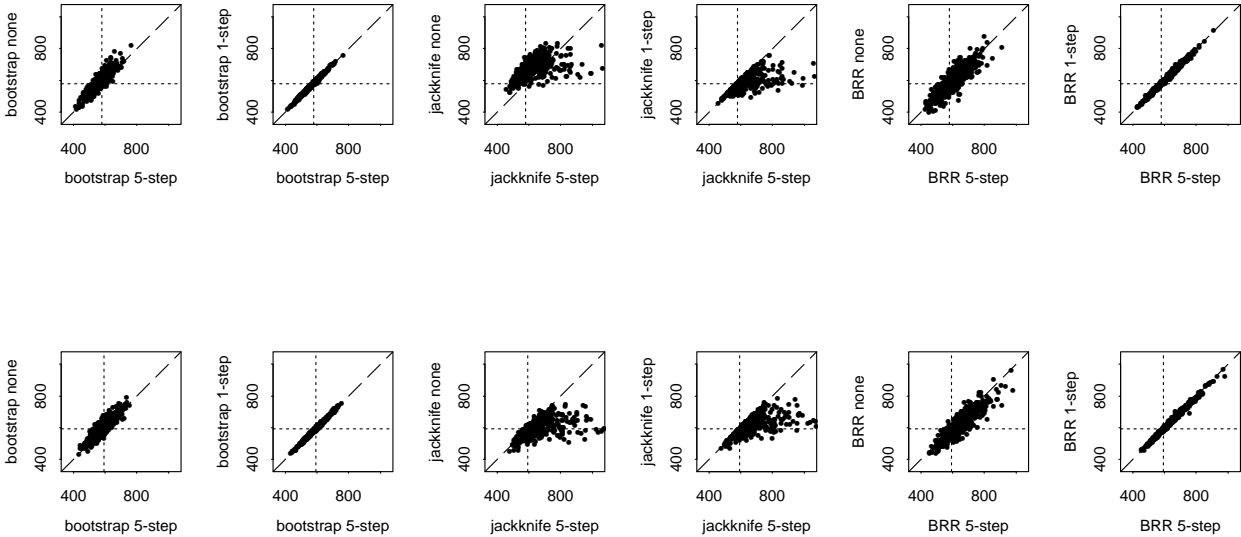 bootstrap none
400 800
400 800
bootstrap 5-step
bootstrap 1-step
400 800
400 800
bootstrap 5-step
jackknife none
400 800
400 800
jackknife 5-step
jackknife 1-step
400 800
400 800
jackknife 5-step
BRR none
400 800
400 800
BRR 5-step
BRR 1-step
400 800
400 800
BRR 5-step
bootstrap none
400 800
400 800
bootstrap 5-step
bootstrap 1-step
400 800
400 800
bootstrap 5-step
jackknife none
400 800
400 800
jackknife 5-step
jackknife 1-step
400 800
400 800
jackknife 5-step
BRR none
400 800
400 800
BRR 5-step
BRR 1-step
400 800
400 800
BRR 5-step